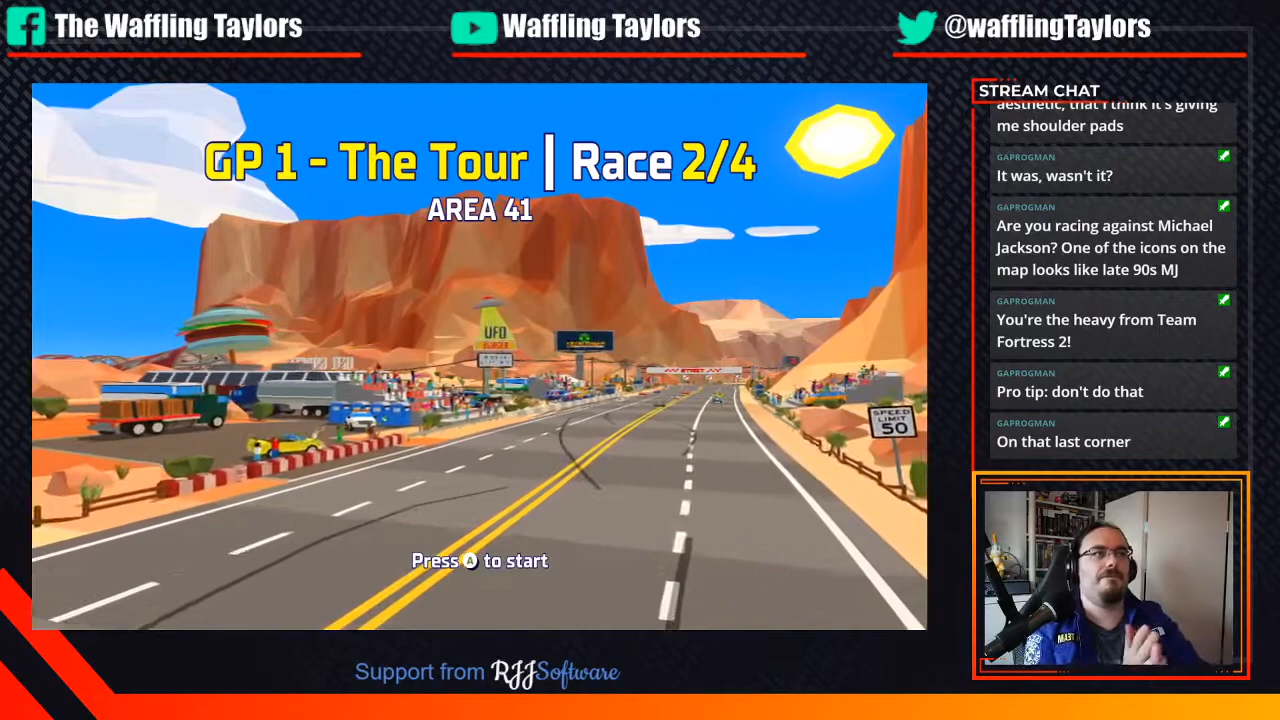 The Waffling Taylors
Waffling Taylors
@wafflingTaylors
GP 1 - The Tour | Race 2/4
AREA 41
UFO
BURGER
SPEED
LIMIT
50
Press A to start
STREAM CHAT
aesthetic, that I think it's giving
me shoulder pads
GAPROGMAN
It was, wasn't it?
GAPROGMAN
Are you racing against Michael
Jackson? One of the icons on the
map looks like late 90s MJ
GAPROGMAN
You're the heavy from Team
Fortress 2!
GAPROGMAN
Pro tip: don't do that
GAPROGMAN
On that last corner
TEAM
Support from RJJ Software